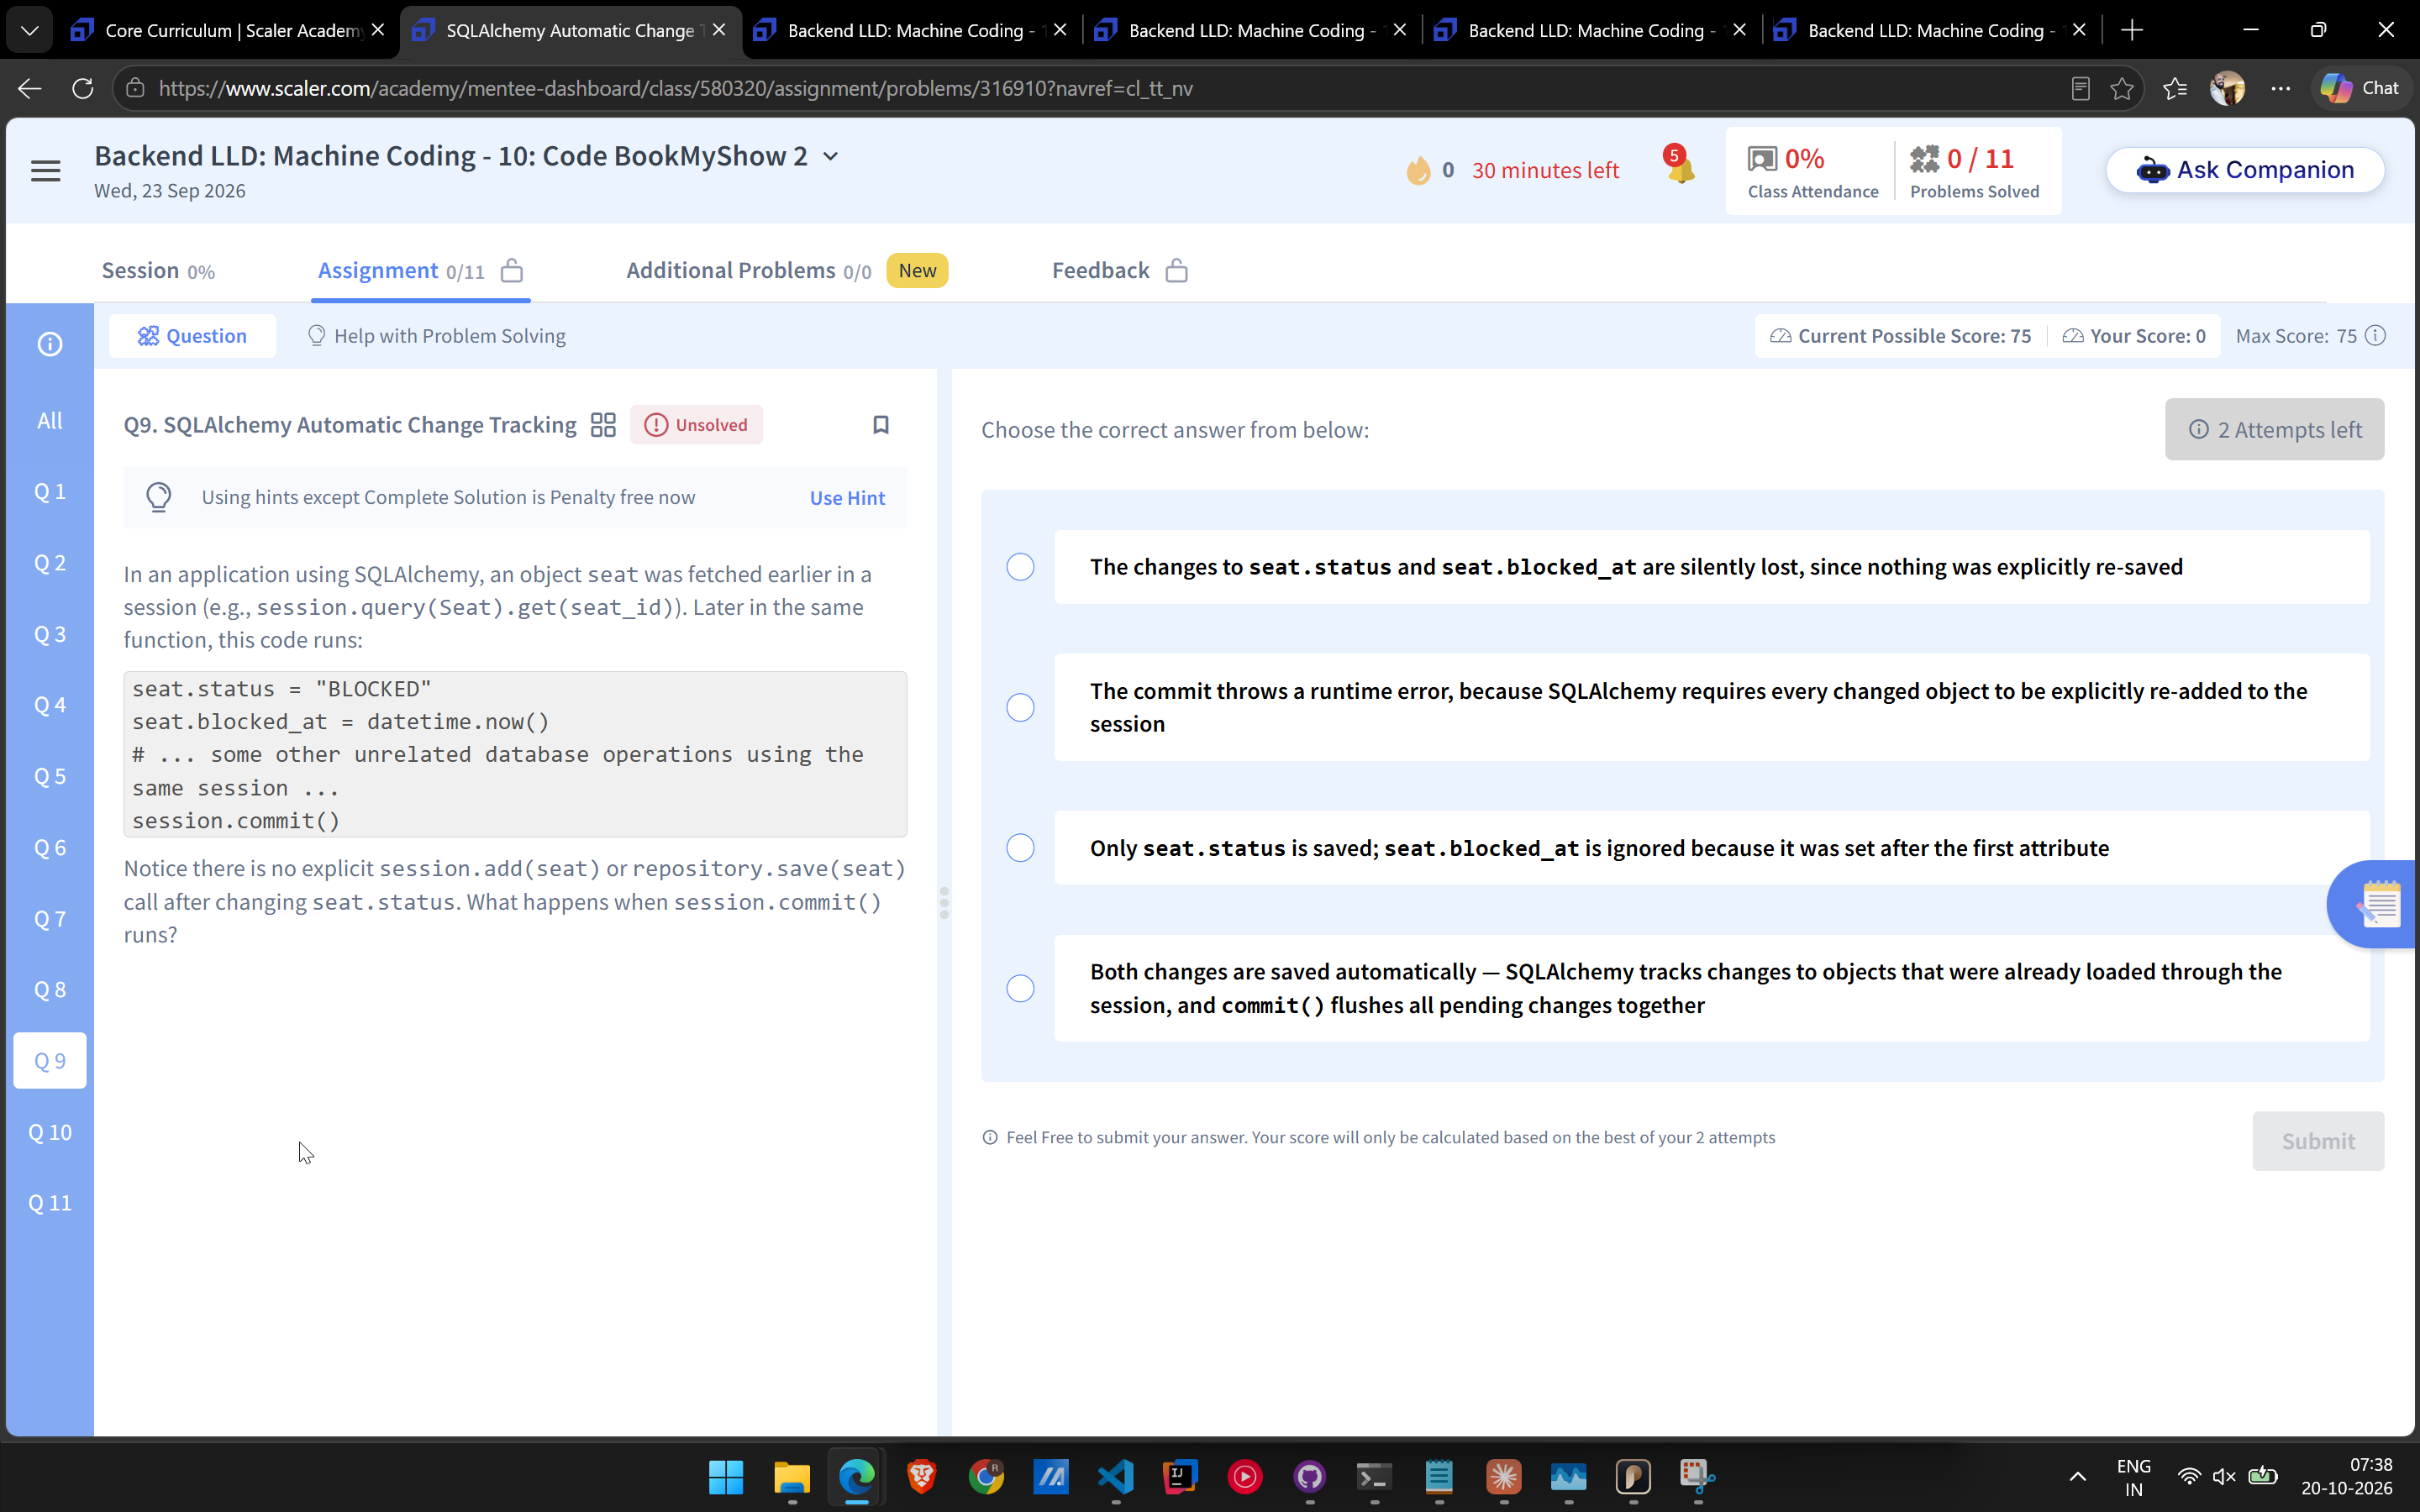 Core Curriculum | Scaler Academy
SQLAlchemy Automatic Change T
Backend LLD: Machine Coding - 1
Backend LLD: Machine Coding - 1
Backend LLD: Machine Coding -
Backend LLD: Machine Coding -
https://www.scaler.com/academy/mentee-dashboard/class/580320/assignment/problems/316910?navref=cl_tt_nv
Chat
Backend LLD: Machine Coding - 10: Code BookMyShow 2
Wed, 23 Sep 2026
0 30 minutes left
5
0%
Class Attendance
0 / 11
Problems Solved
Ask Companion
Session 0%
Assignment 0/11
Additional Problems 0/0 New
Feedback
Question
Help with Problem Solving
Current Possible Score: 75
Your Score: 0
Max Score: 75
All
Q 1
Q 2
Q 3
Q 4
Q 5
Q 6
Q 7
Q 8
Q 9
Q 10
Q 11
Q9. SQLAlchemy Automatic Change Tracking
Unsolved
Using hints except Complete Solution is Penalty free now
Use Hint
In an application using SQLAlchemy, an object seat was fetched earlier in a
session (e.g., session.query(Seat).get(seat_id)). Later in the same
function, this code runs:
seat.status = "BLOCKED"
seat.blocked_at = datetime.now()
# ... some other unrelated database operations using the
same session ...
session.commit()
Notice there is no explicit session.add(seat) or repository.save(seat)
call after changing seat.status. What happens when session.commit()
runs?
Choose the correct answer from below:
2 Attempts left
The changes to seat.status and seat.blocked_at are silently lost, since nothing was explicitly re-saved
The commit throws a runtime error, because SQLAlchemy requires every changed object to be explicitly re-added to the
session
Only seat.status is saved; seat.blocked_at is ignored because it was set after the first attribute
Both changes are saved automatically — SQLAlchemy tracks changes to objects that were already loaded through the
session, and commit() flushes all pending changes together
Feel Free to submit your answer. Your score will only be calculated based on the best of your 2 attempts
Submit
R
IJ
ENG
IN
07:38
20-10-2026